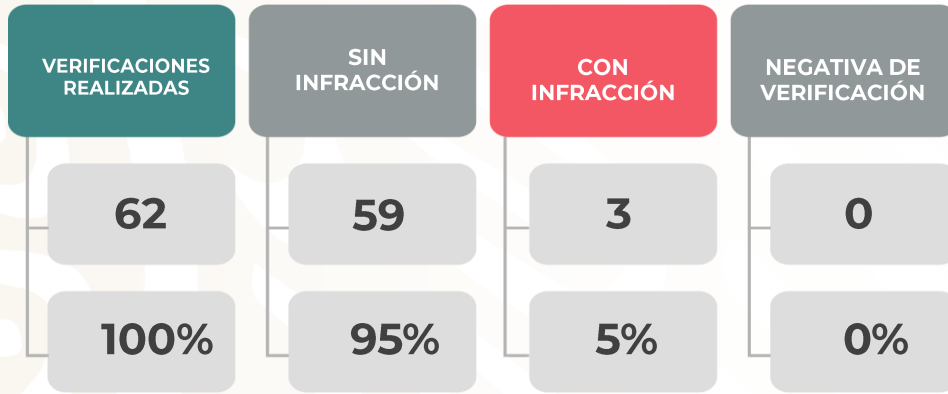 VERIFICACIONES
REALIZADAS
62
100%
SIN
INFRACCIÓN
59
95%
CON
INFRACCIÓN
3
5%
NEGATIVA DE
VERIFICACIÓN
0
0%